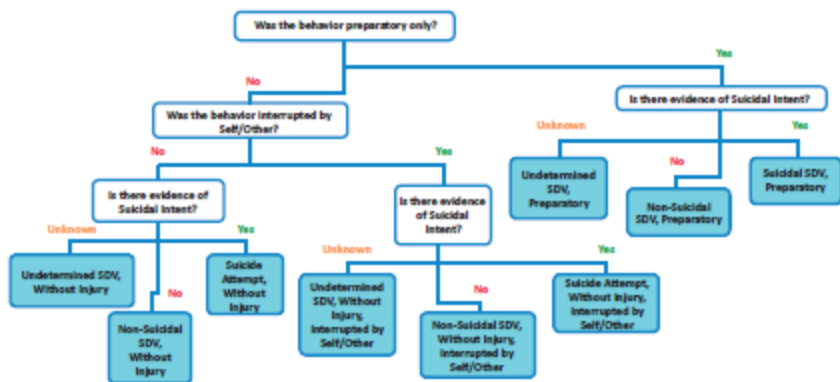 Was the behavior preparatory only?
Yes
No
Is there evidence of Suicidal Intent?
Was the behavior interrupted by
Self/Other?
Unknown
Yes
No
Undetermined
SDV,
Preparatory
Non-Suicidal
SDV, Preparatory
Suicidal SDV,
Preparatory
No
Yes
Is there evidence of
Suicidal Intent?
Unknown
Yes
No
Undetermined SDV,
Without Injury
Non-Suicidal
SDV,
Without Injury
Suicide
Attempt,
Without
Injury
Is there evidence
of Suicidal
Intent?
Unknown
Yes
No
Undetermined
SDV, Without
Injury,
Interrupted by
Self/Other
Non-Suicidal SDV,
Without Injury,
Interrupted by
Self/Other
Suicide Attempt,
Without Injury,
Interrupted by
Self/Other